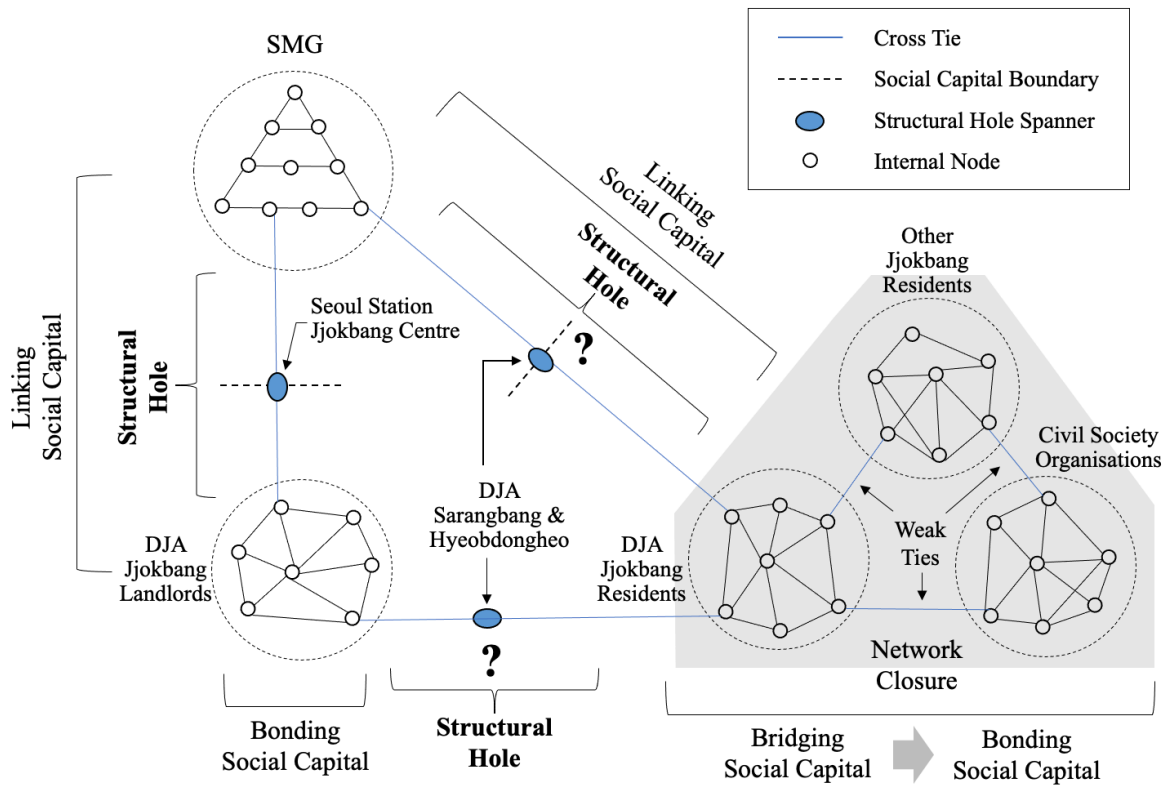 SMG
Cross Tie
Social Capital Boundary
Structural Hole Spanner
Internal Node
Linking
Social Capital
Structural
Hole
Linking
Social Capital
Structural
Hole
Seoul Station
Jjokbang Centre
?
Other
Jjokbang
Residents
Civil Society
Organisations
DJA
Sarangbang &
Hyeobdongheo
DJA
Jjokbang
Landlords
DJA
Jjokbang
Residents
Weak
Ties
?
Network
Closure
Bonding
Social Capital
Structural
Hole
Bridging
Social Capital
Bonding
Social Capital